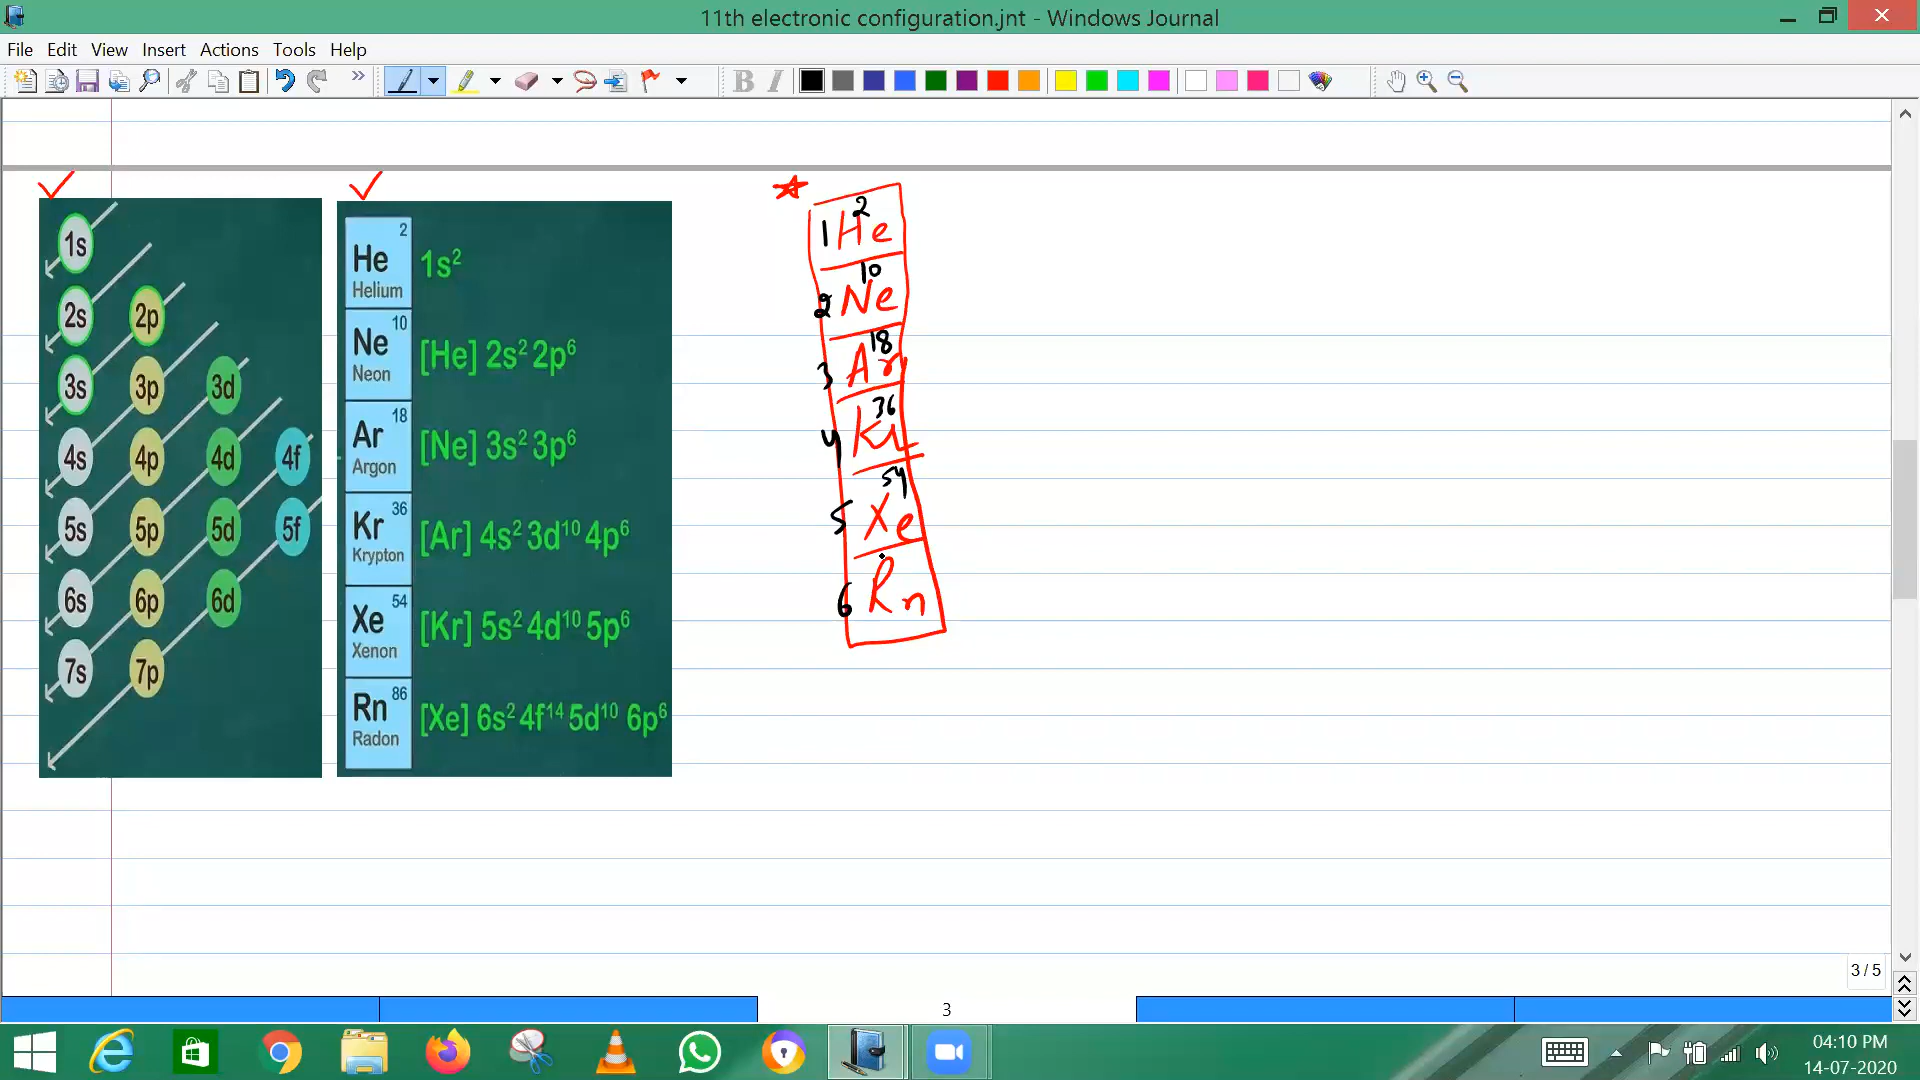 11th electronic configuration.jnt - Windows Journal
File Edit View Insert Actions Tools Help
B I
1s
2s 2p
3s 3p 3d
4s 4p 4d 4f
5s 5p 5d 5f
6s 6p 6d
7s 7p
2
He
Helium
1s²
10
Ne
Neon
[He] 2s² 2p⁶
18
Ar
Argon
[Ne] 3s² 3p⁶
36
Kr
Krypton
[Ar] 4s² 3d¹⁰ 4p⁶
54
Xe
Xenon
[Kr] 5s² 4d¹⁰ 5p⁶
86
Rn
Radon
[Xe] 6s² 4f¹⁴ 5d¹⁰ 6p⁶
2
1 He
10
2 Ne
18
3 Ar
36
4 Kr
54
5 Xe
6 Rn
3 / 5
3
04:10 PM
14-07-2020